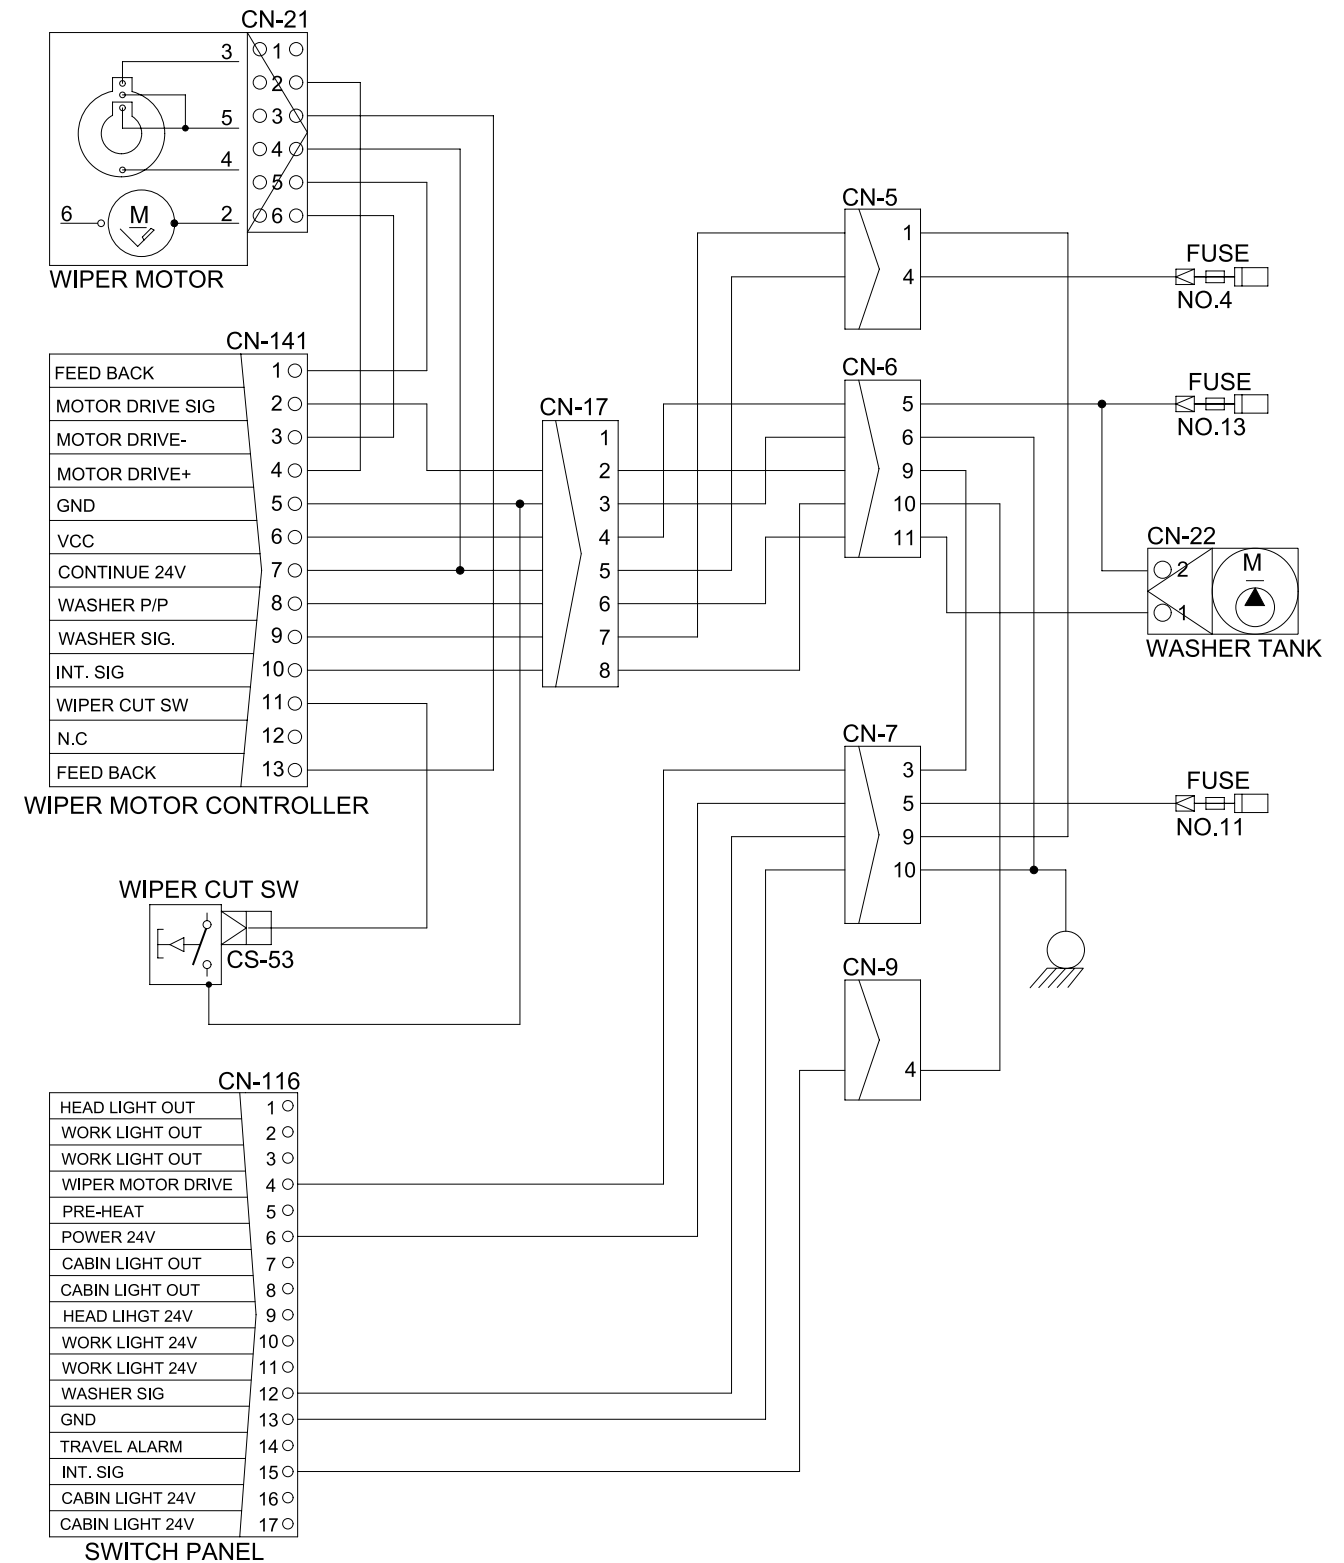 CN-21
3
5
4
6
M
2
1
2
3
4
5
6
WIPER MOTOR
CN-141
FEED BACK 1
MOTOR DRIVE SIG 2
MOTOR DRIVE- 3
MOTOR DRIVE+ 4
GND 5
VCC 6
CONTINUE 24V 7
WASHER P/P 8
WASHER SIG. 9
INT. SIG 10
WIPER CUT SW 11
N.C 12
FEED BACK 13
WIPER MOTOR CONTROLLER
WIPER CUT SW
CS-53
CN-116
HEAD LIGHT OUT 1
WORK LIGHT OUT 2
WORK LIGHT OUT 3
WIPER MOTOR DRIVE 4
PRE-HEAT 5
POWER 24V 6
CABIN LIGHT OUT 7
CABIN LIGHT OUT 8
HEAD LIHGT 24V 9
WORK LIGHT 24V 10
WORK LIGHT 24V 11
WASHER SIG 12
GND 13
TRAVEL ALARM 14
INT. SIG 15
CABIN LIGHT 24V 16
CABIN LIGHT 24V 17
SWITCH PANEL
CN-17
1
2
3
4
5
6
7
8
CN-5
1
4
CN-6
5
6
9
10
11
CN-7
3
5
9
10
CN-9
4
FUSE
NO.4
FUSE
NO.13
CN-22
2
M
1
WASHER TANK
FUSE
NO.11